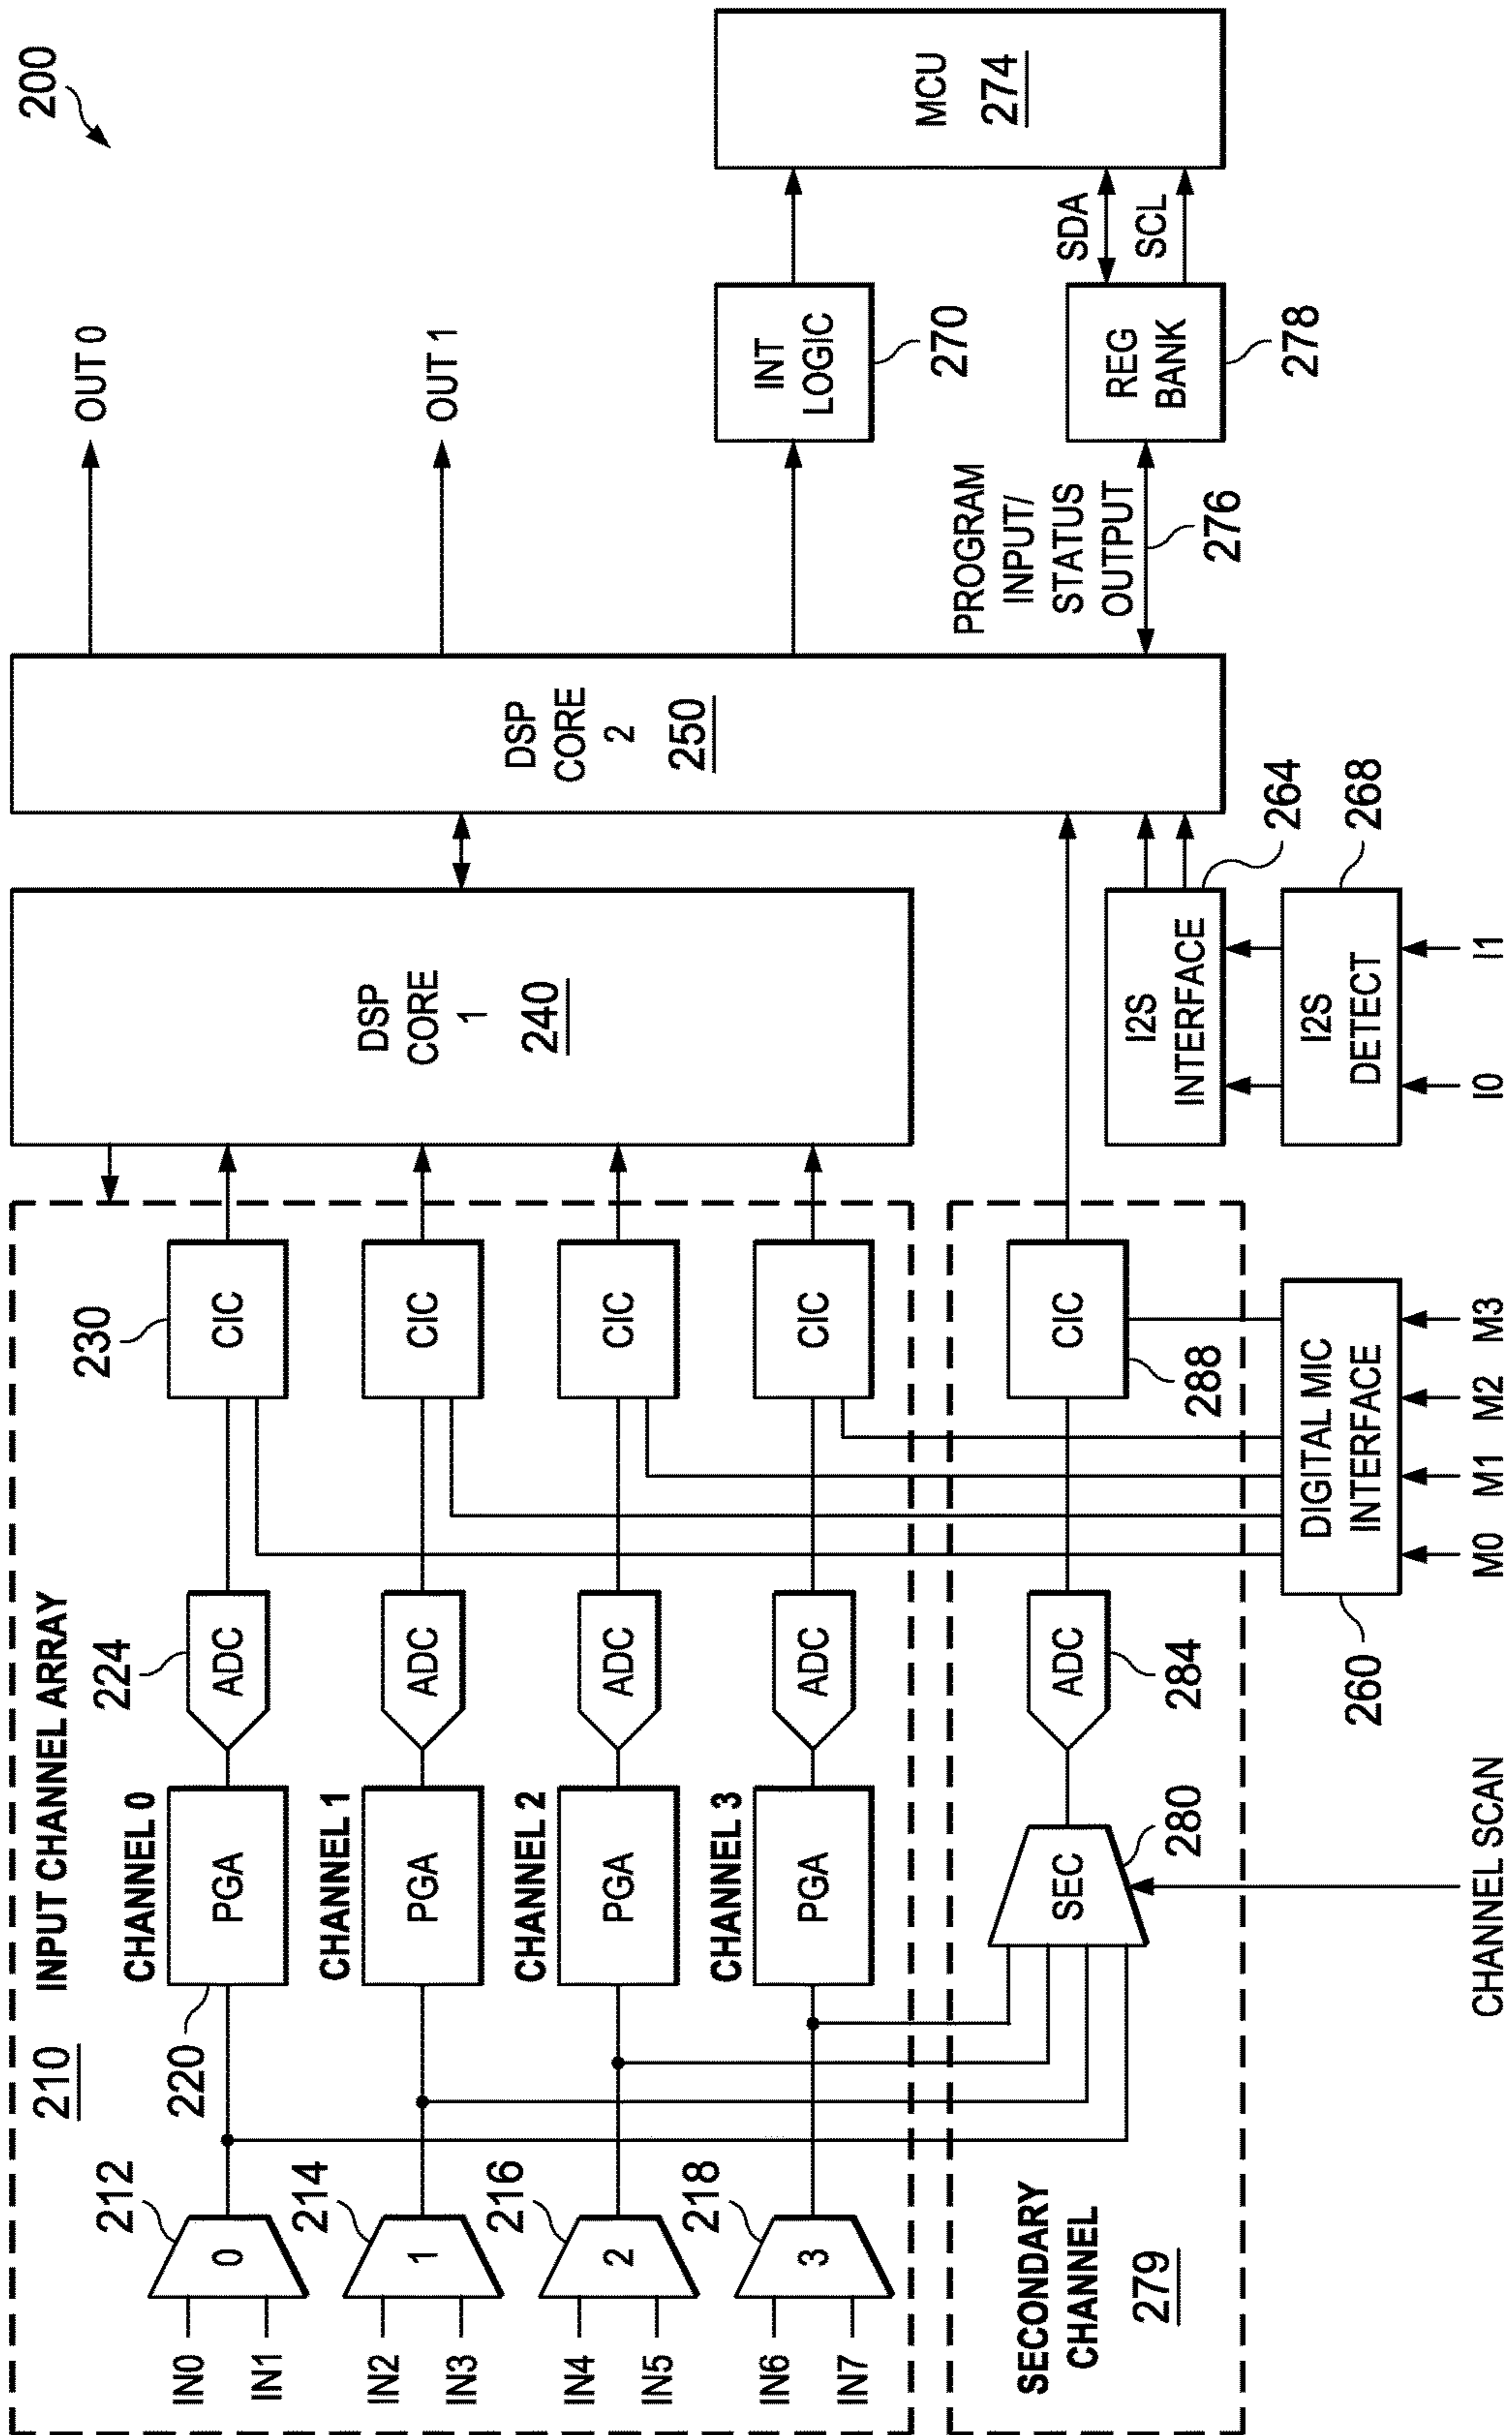 200
210
INPUT CHANNEL ARRAY
212
0
IN0
IN1
220
CHANNEL 0
PGA
224
ADC
230
CIC
214
1
IN2
IN3
CHANNEL 1
PGA
ADC
CIC
216
2
IN4
IN5
CHANNEL 2
PGA
ADC
CIC
218
3
IN6
IN7
CHANNEL 3
PGA
ADC
CIC
DSP
CORE
1
240
DSP
CORE
2
250
OUT 0
OUT 1
INT
LOGIC
270
MCU
274
PROGRAM
INPUT/
STATUS
OUTPUT
276
REG
BANK
278
SDA
SCL
SECONDARY
CHANNEL
279
SEC
280
ADC
284
CIC
288
I2S
INTERFACE
264
I2S
DETECT
268
I0
I1
DIGITAL MIC
INTERFACE
260
M0
M1
M2
M3
CHANNEL SCAN